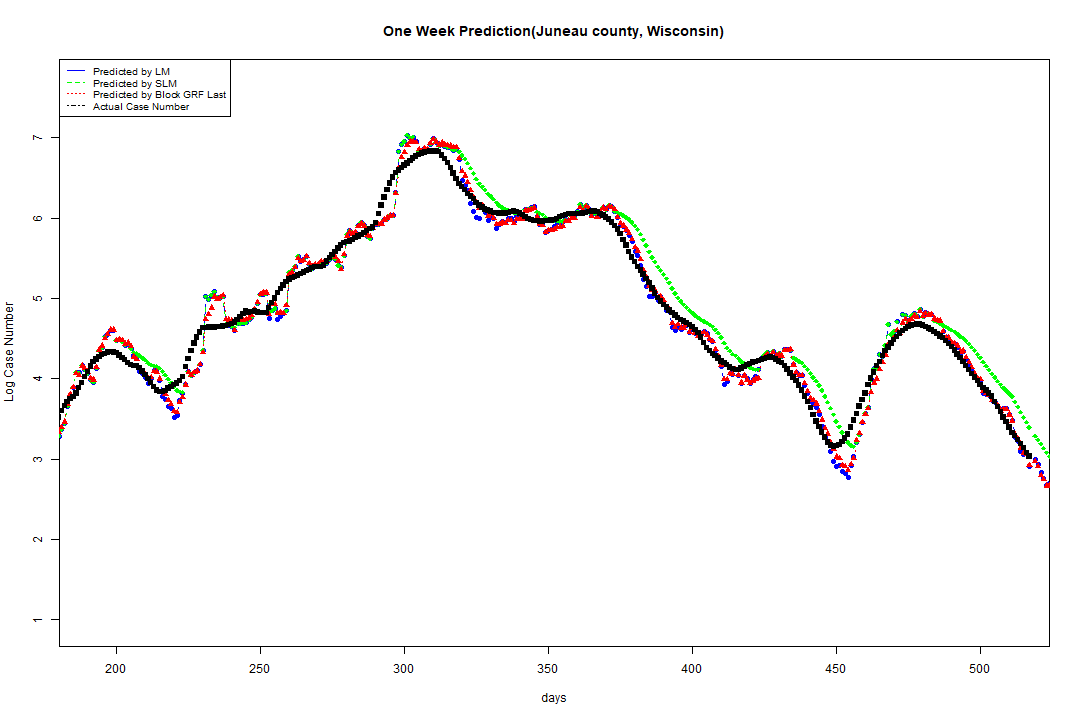 One Week Prediction(Juneau county, Wisconsin)
Predicted by LM
Predicted by SLM
Predicted by Block GRF Last
Actual Case Number
Log Case Number
7
6
5
4
3
2
1
200 250 300 350 400 450 500
days